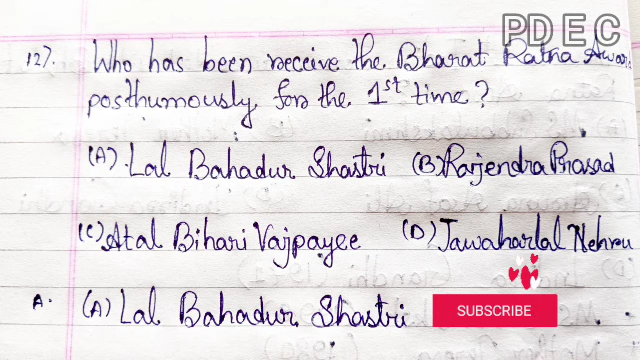 PDEC
127. Who has been receive the Bharat Ratna Award
posthumously for the 1st time?
(A) Lal Bahadur Shastri (B) Rajendra Prasad
(C) Atal Bihari Vajpayee (D) Jawaharlal Nehru
A. (A) Lal Bahadur Shastri
SUBSCRIBE